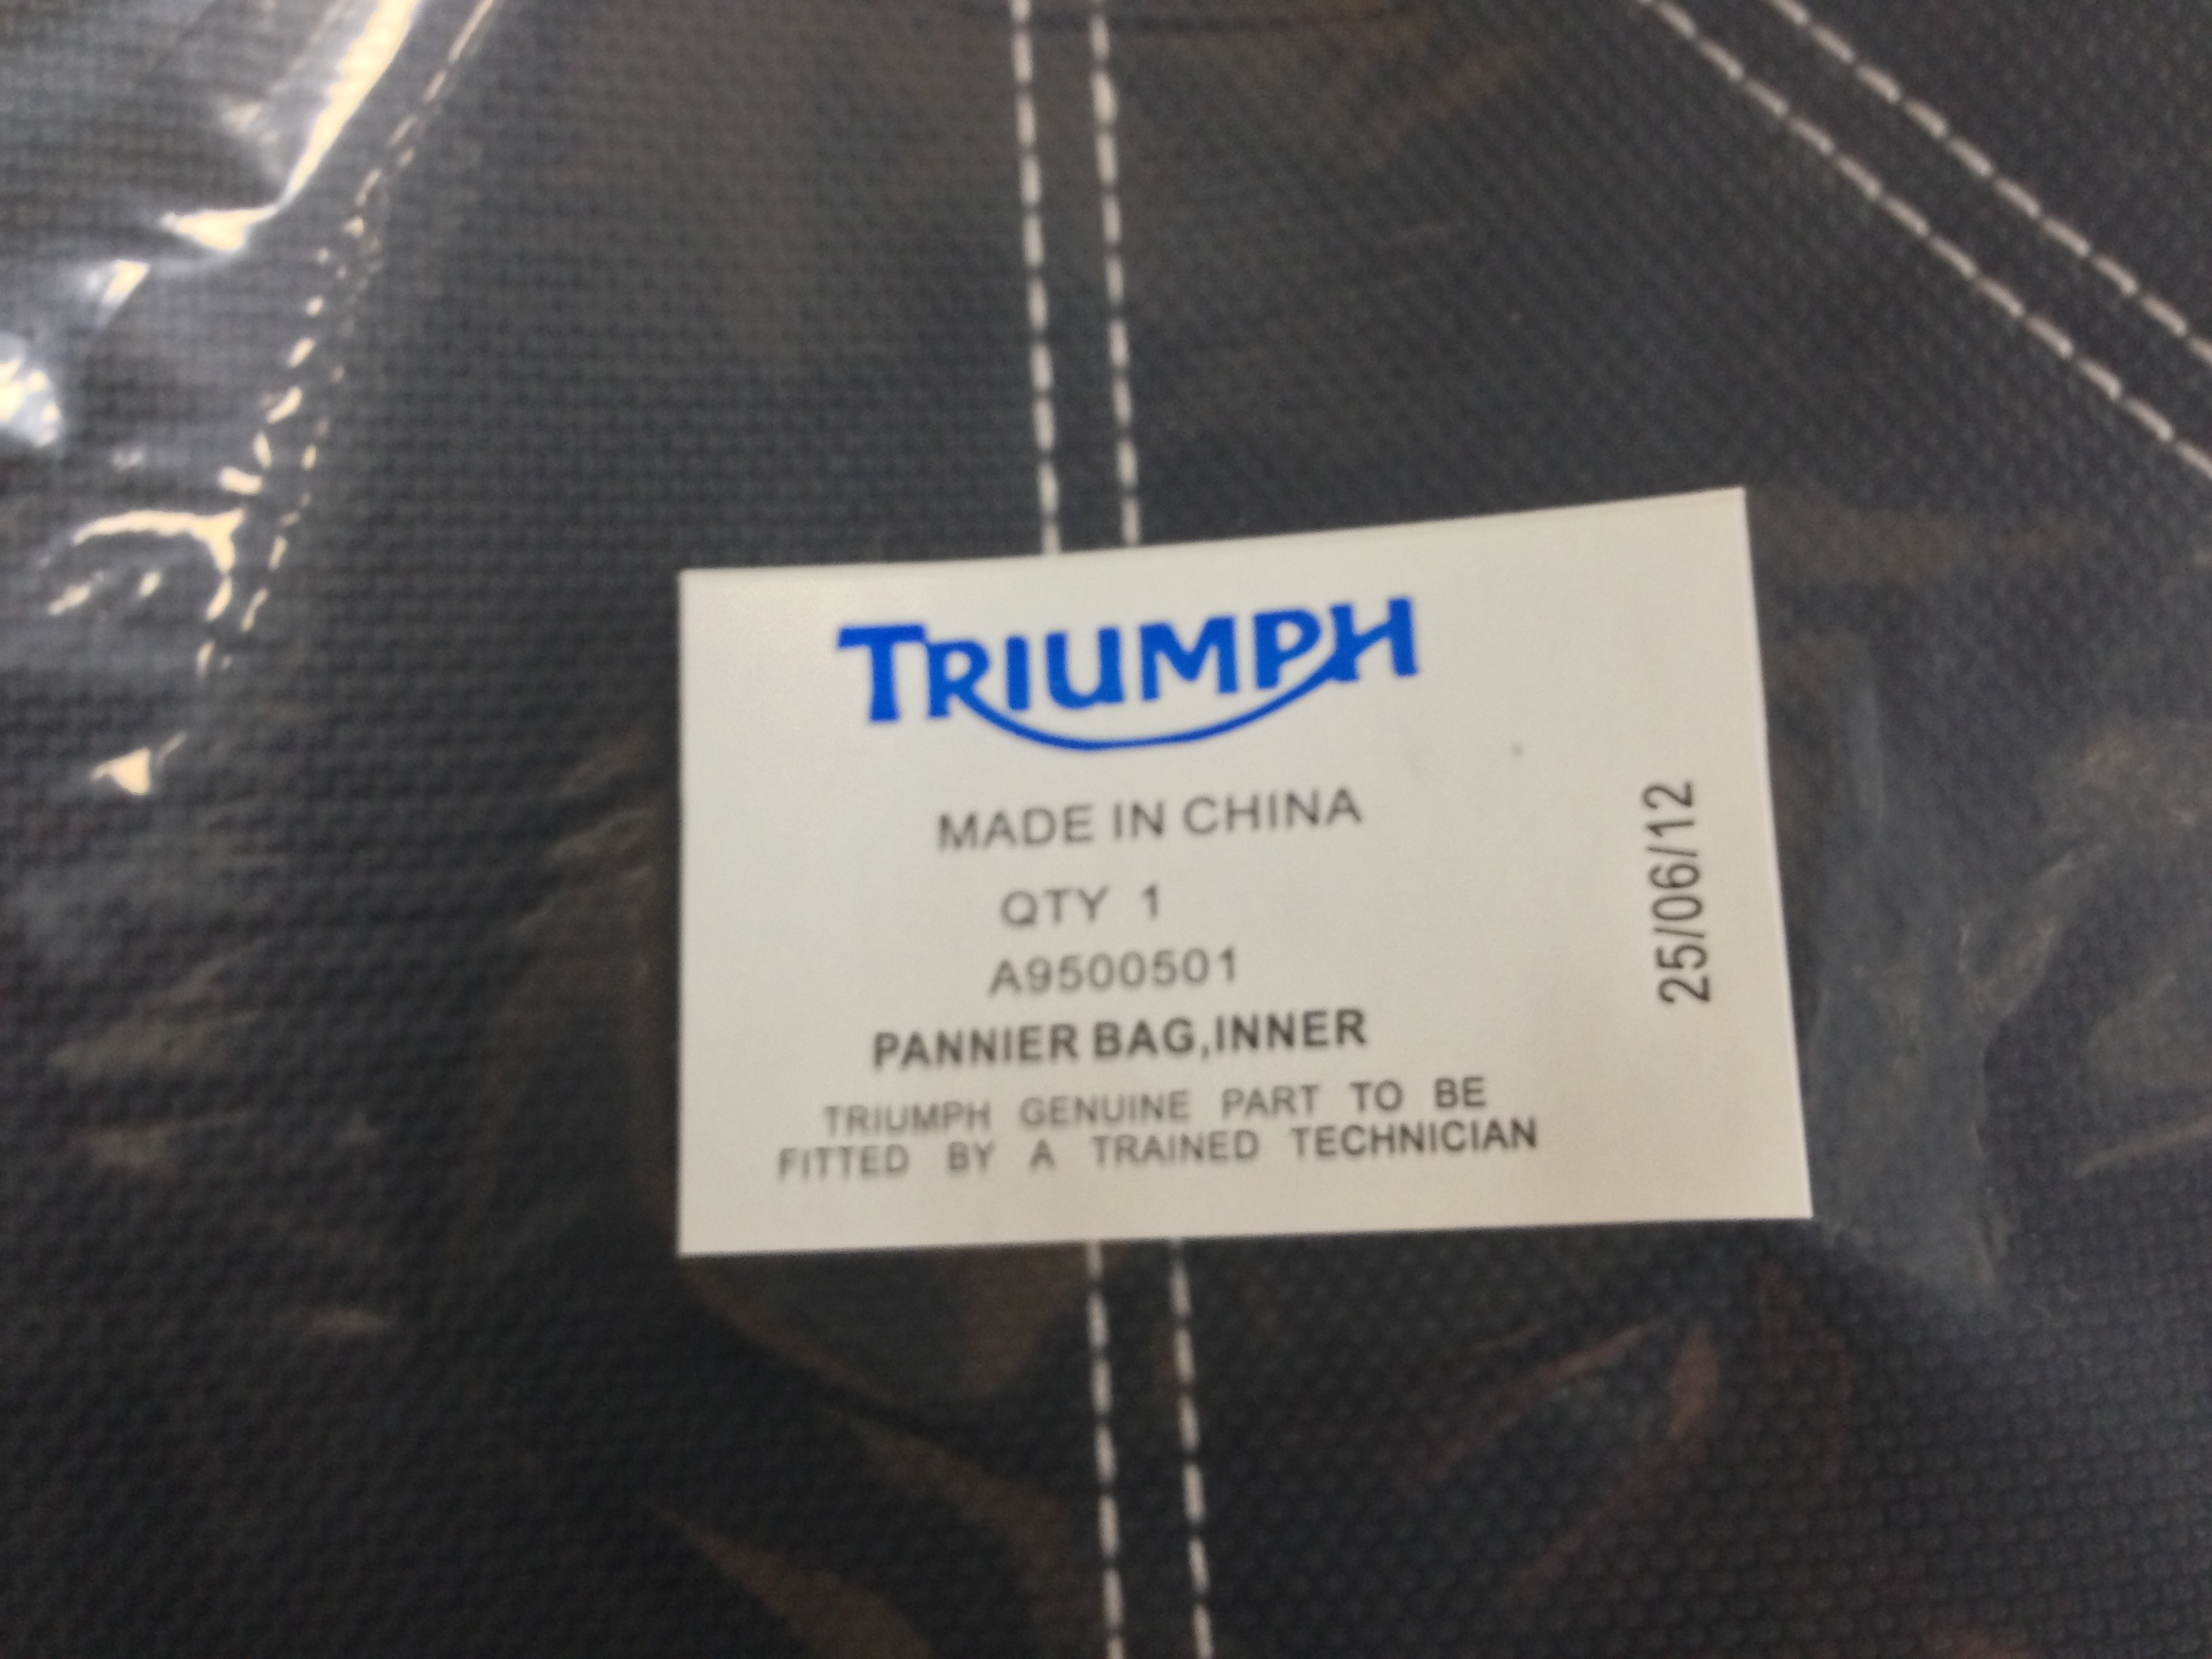 TRIUMPH
MADE IN CHINA
QTY 1
A9500501
PANNIER BAG,INNER
TRIUMPH GENUINE PART TO BE
FITTED BY A TRAINED TECHNICIAN
25/06/12